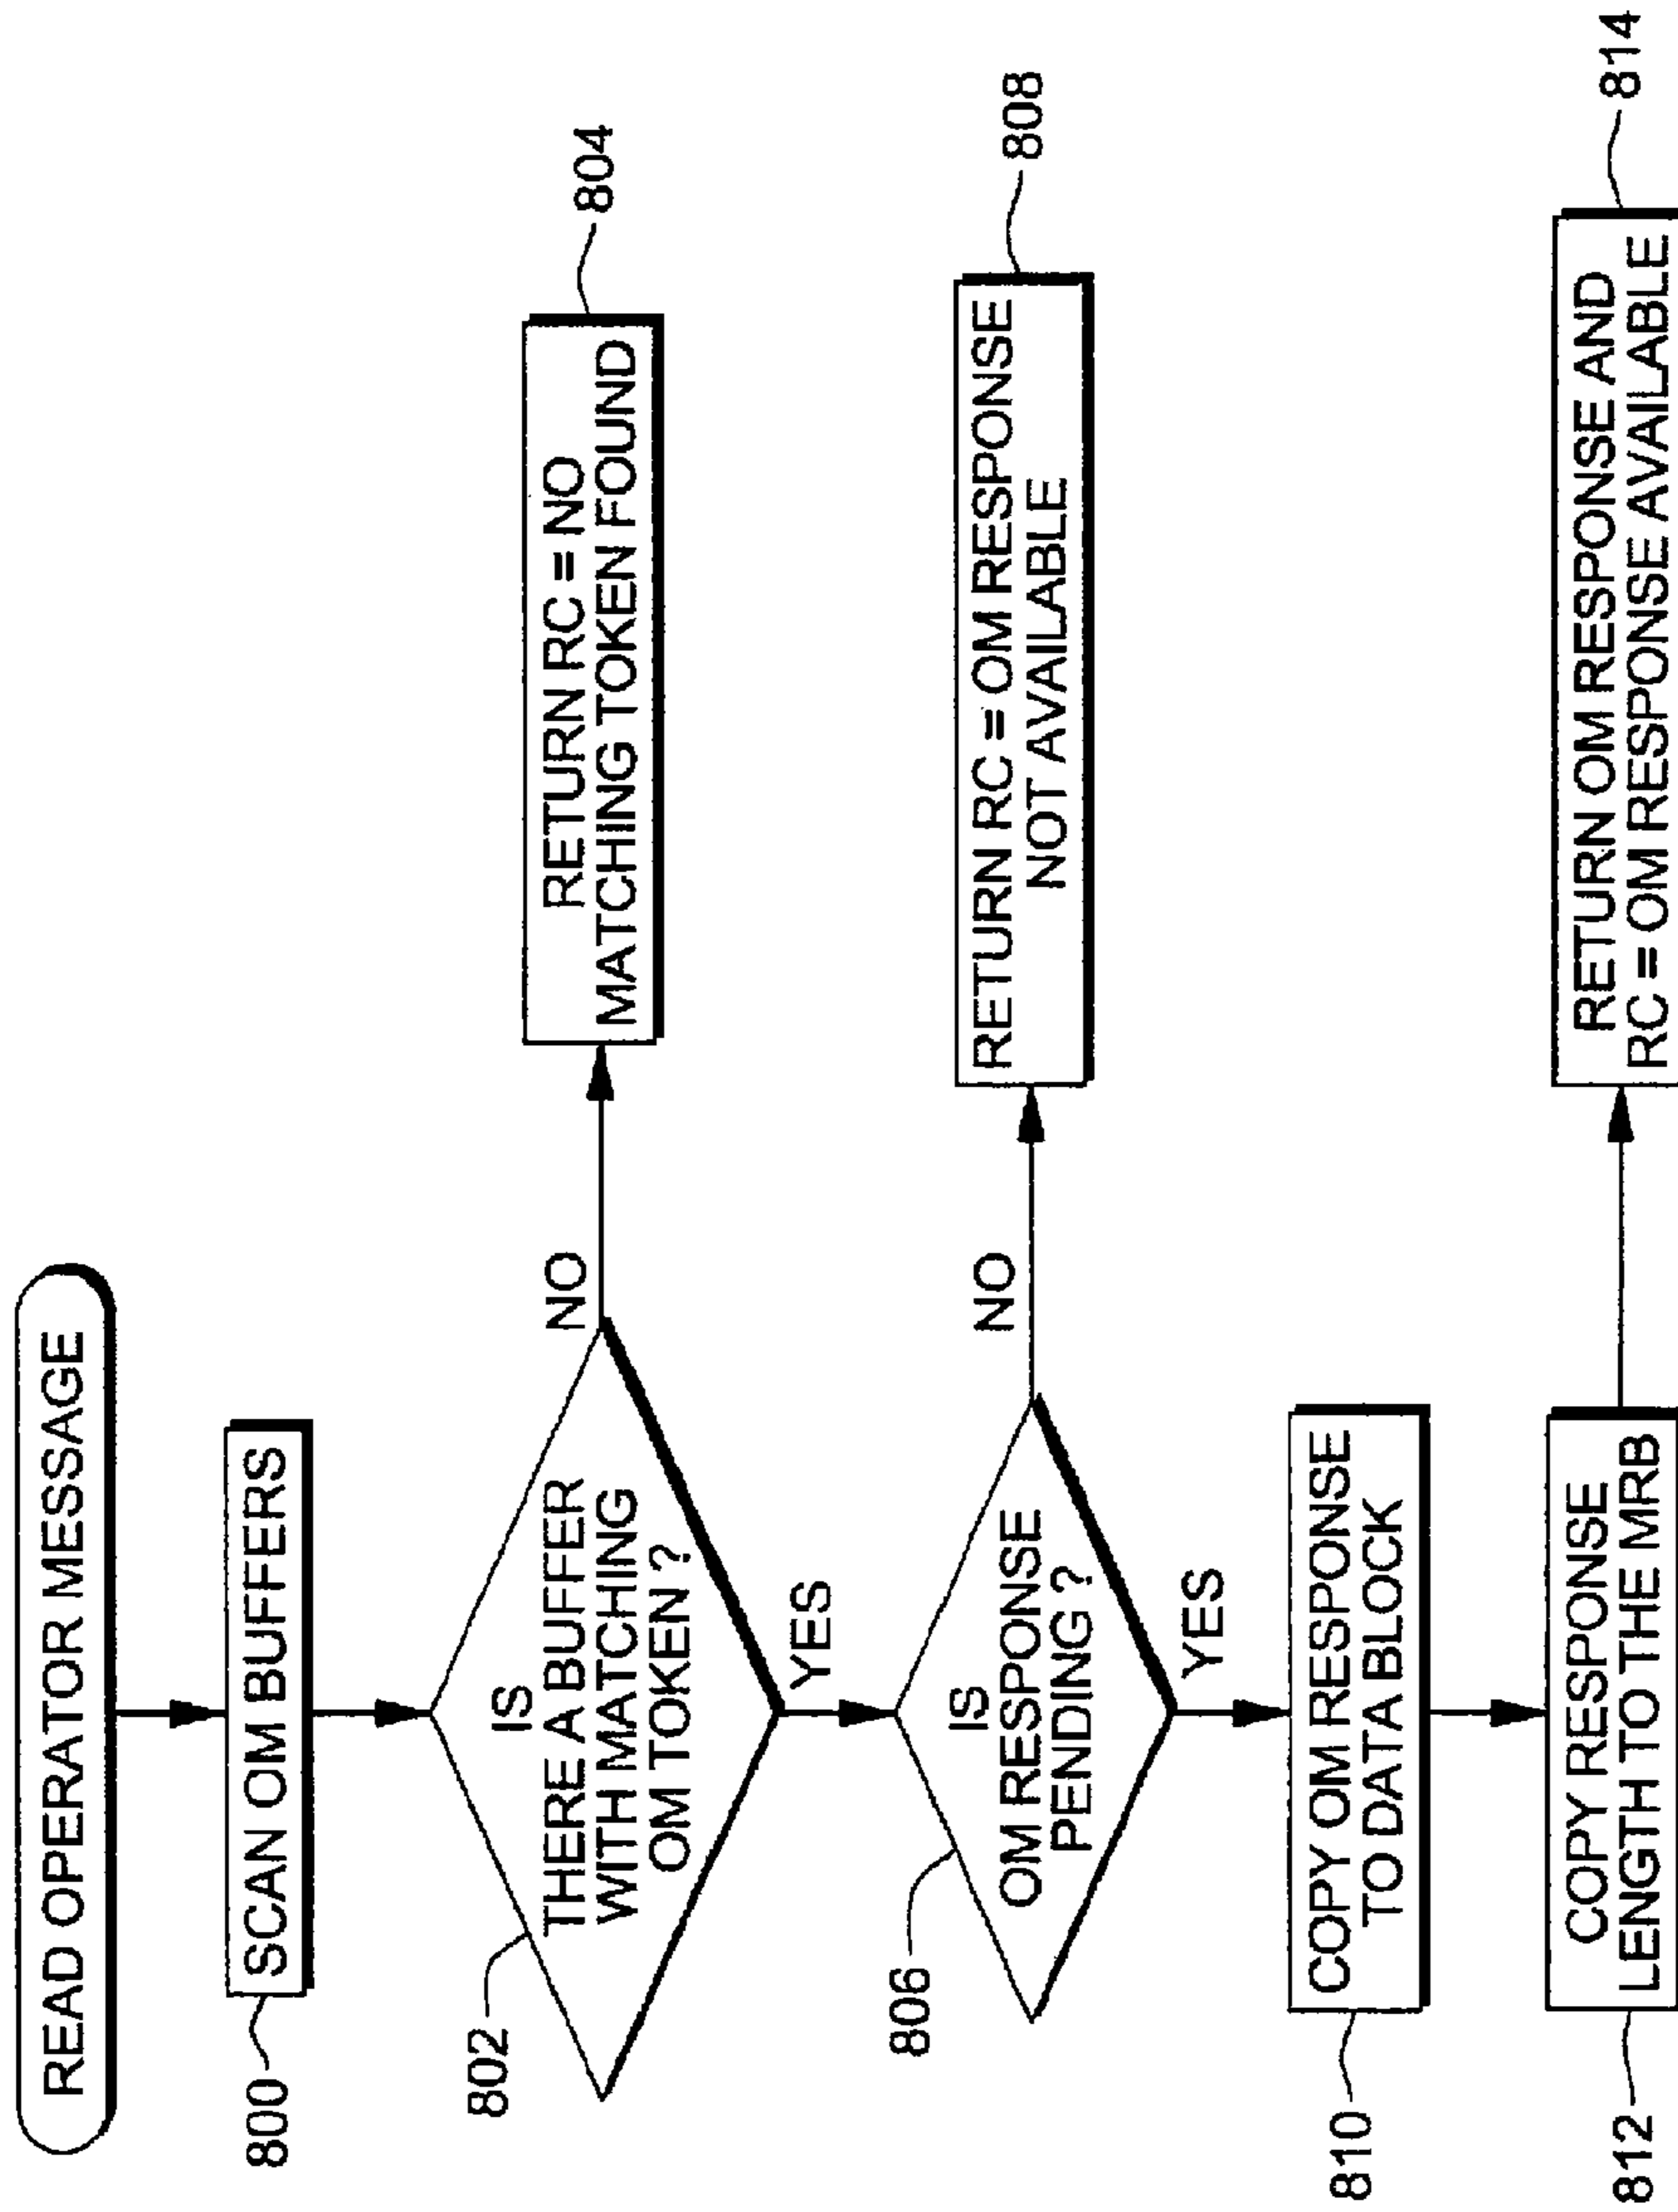 READ OPERATOR MESSAGE
800
SCAN OM BUFFERS
802
IS
THERE A BUFFER
WITH MATCHING
OM TOKEN ?
NO
RETURN RC = NO
MATCHING TOKEN FOUND
804
YES
806
IS
OM RESPONSE
PENDING ?
NO
RETURN RC = OM RESPONSE
NOT AVAILABLE
808
YES
810
COPY OM RESPONSE
TO DATA BLOCK
812
COPY RESPONSE
LENGTH TO THE MRB
RETURN OM RESPONSE AND
RC = OM RESPONSE AVAILABLE
814